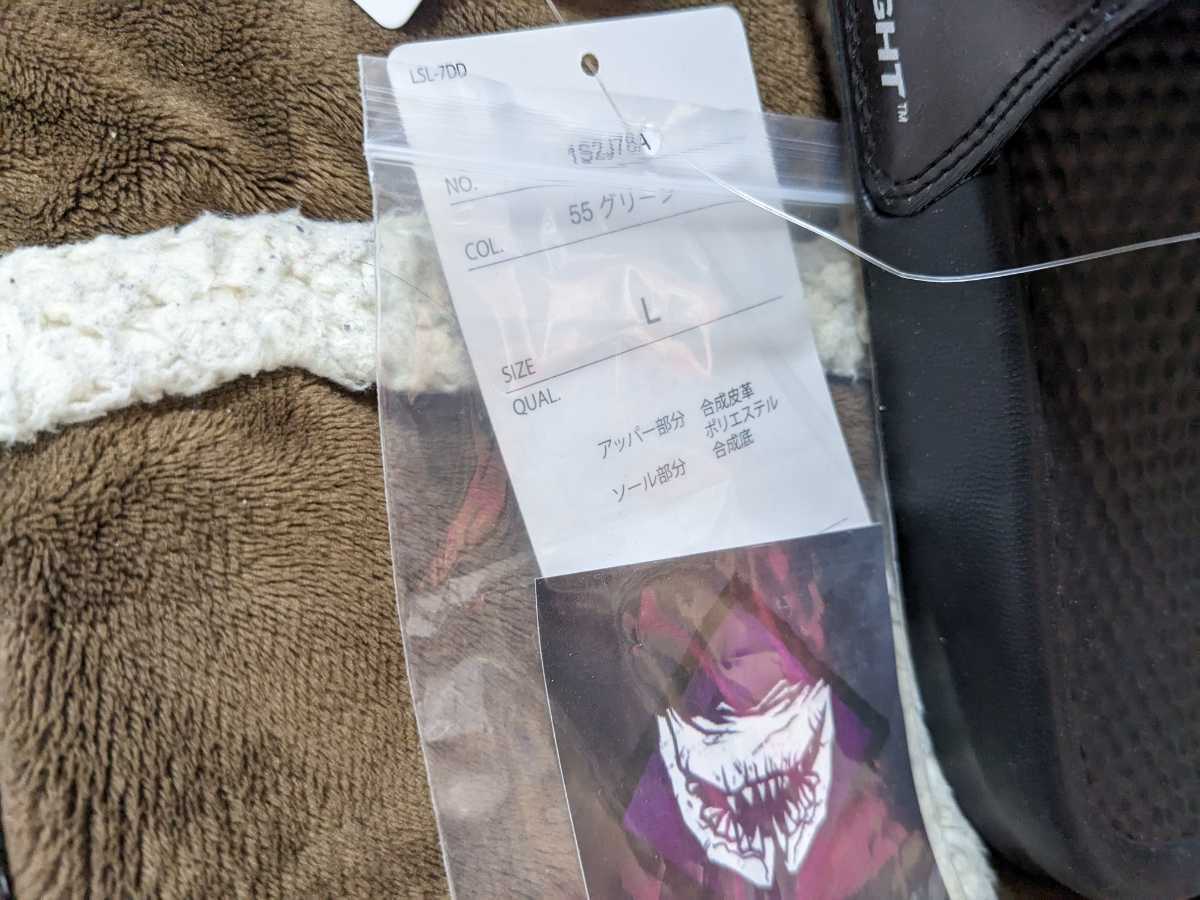 LSL-7DD
NO. 1S2J78A
COL. 55 グリーン
SIZE L
QUAL.
アッパー部分 合成皮革
ポリエステル
ソール部分 合成底
GHT™